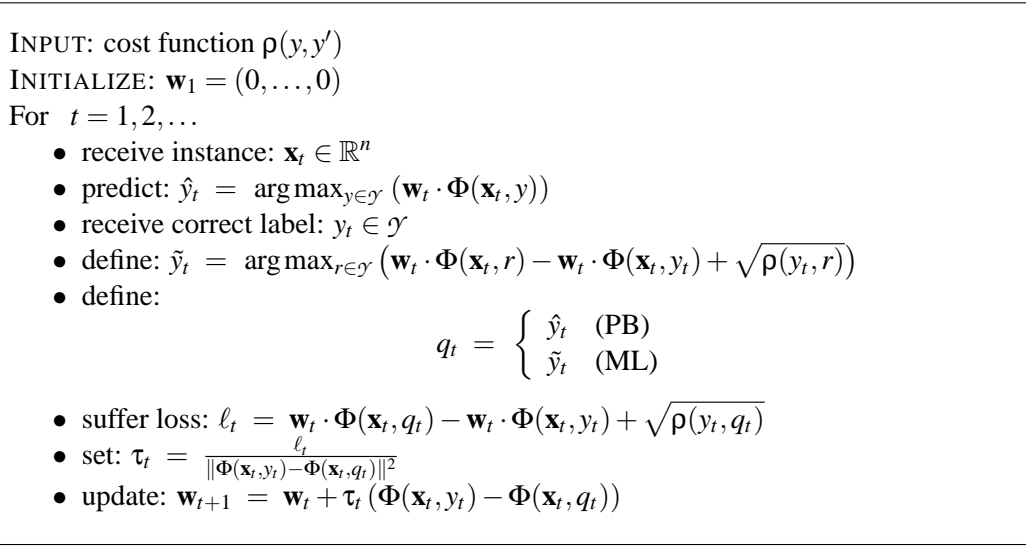 INPUT: cost function ρ(y, y′)
INITIALIZE: w₁ = (0, . . . , 0)
For t = 1, 2, . . .
• receive instance: xₜ ∈ ℝⁿ
• predict: ŷₜ = arg max_{y∈𝒴} (wₜ · Φ(xₜ, y))
• receive correct label: yₜ ∈ 𝒴
• define: ỹₜ = arg max_{r∈𝒴} (wₜ · Φ(xₜ, r) − wₜ · Φ(xₜ, yₜ) + √ρ(yₜ, r))
• define:
qₜ = { ŷₜ (PB)
ỹₜ (ML)
• suffer loss: ℓₜ = wₜ · Φ(xₜ, qₜ) − wₜ · Φ(xₜ, yₜ) + √ρ(yₜ, qₜ)
• set: τₜ = ℓₜ / ‖Φ(xₜ,yₜ)−Φ(xₜ,qₜ)‖²
• update: wₜ₊₁ = wₜ + τₜ (Φ(xₜ, yₜ) − Φ(xₜ, qₜ))